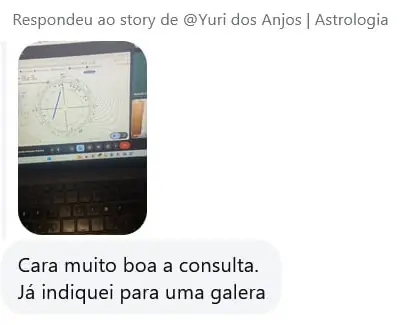 Respondeu ao story de @Yuri dos Anjos | Astrologia
Cara muito boa a consulta.
Já indiquei para uma galera